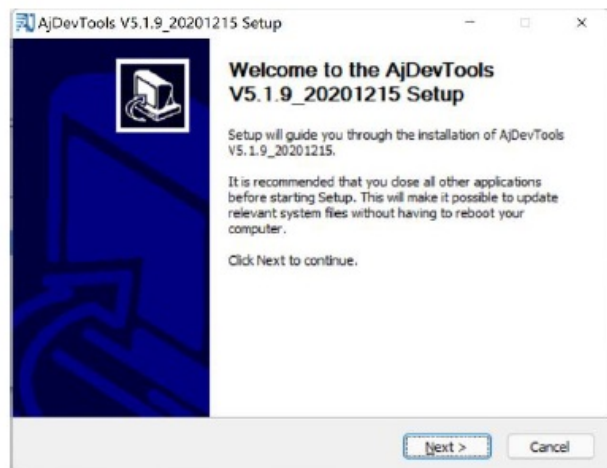 AjDevTools V5.1.9_20201215 Setup
Welcome to the AjDevTools
V5.1.9_20201215 Setup
Setup will guide you through the installation of AjDevTools
V5.1.9_20201215.
It is recommended that you close all other applications
before starting Setup. This will make it possible to update
relevant system files without having to reboot your
computer.
Click Next to continue.
Next >
Cancel